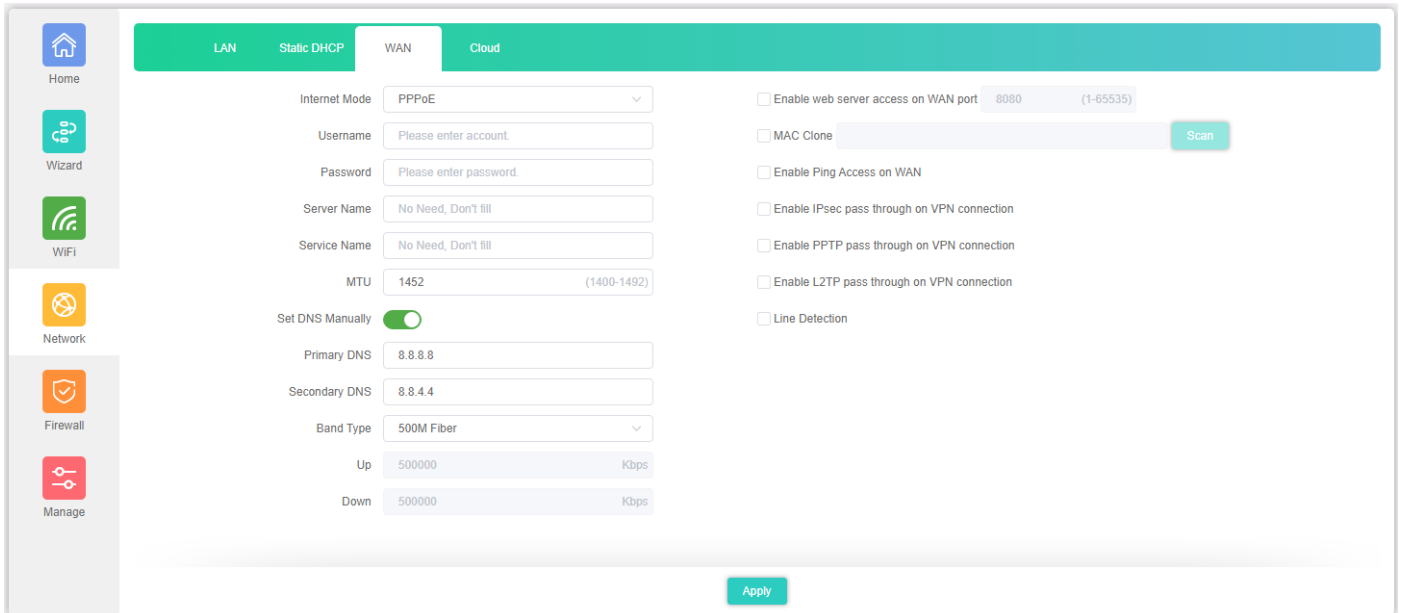 Home
Wizard
WiFi
Network
Firewall
Manage
LAN Static DHCP WAN Cloud
Internet Mode PPPoE
Username Please enter account.
Password Please enter password.
Server Name No Need, Don't fill
Service Name No Need, Don't fill
MTU 1452 (1400-1492)
Set DNS Manually
Primary DNS 8.8.8.8
Secondary DNS 8.8.4.4
Band Type 500M Fiber
Up 500000 Kbps
Down 500000 Kbps
Enable web server access on WAN port 8080 (1-65535)
MAC Clone Scan
Enable Ping Access on WAN
Enable IPsec pass through on VPN connection
Enable PPTP pass through on VPN connection
Enable L2TP pass through on VPN connection
Line Detection
Apply